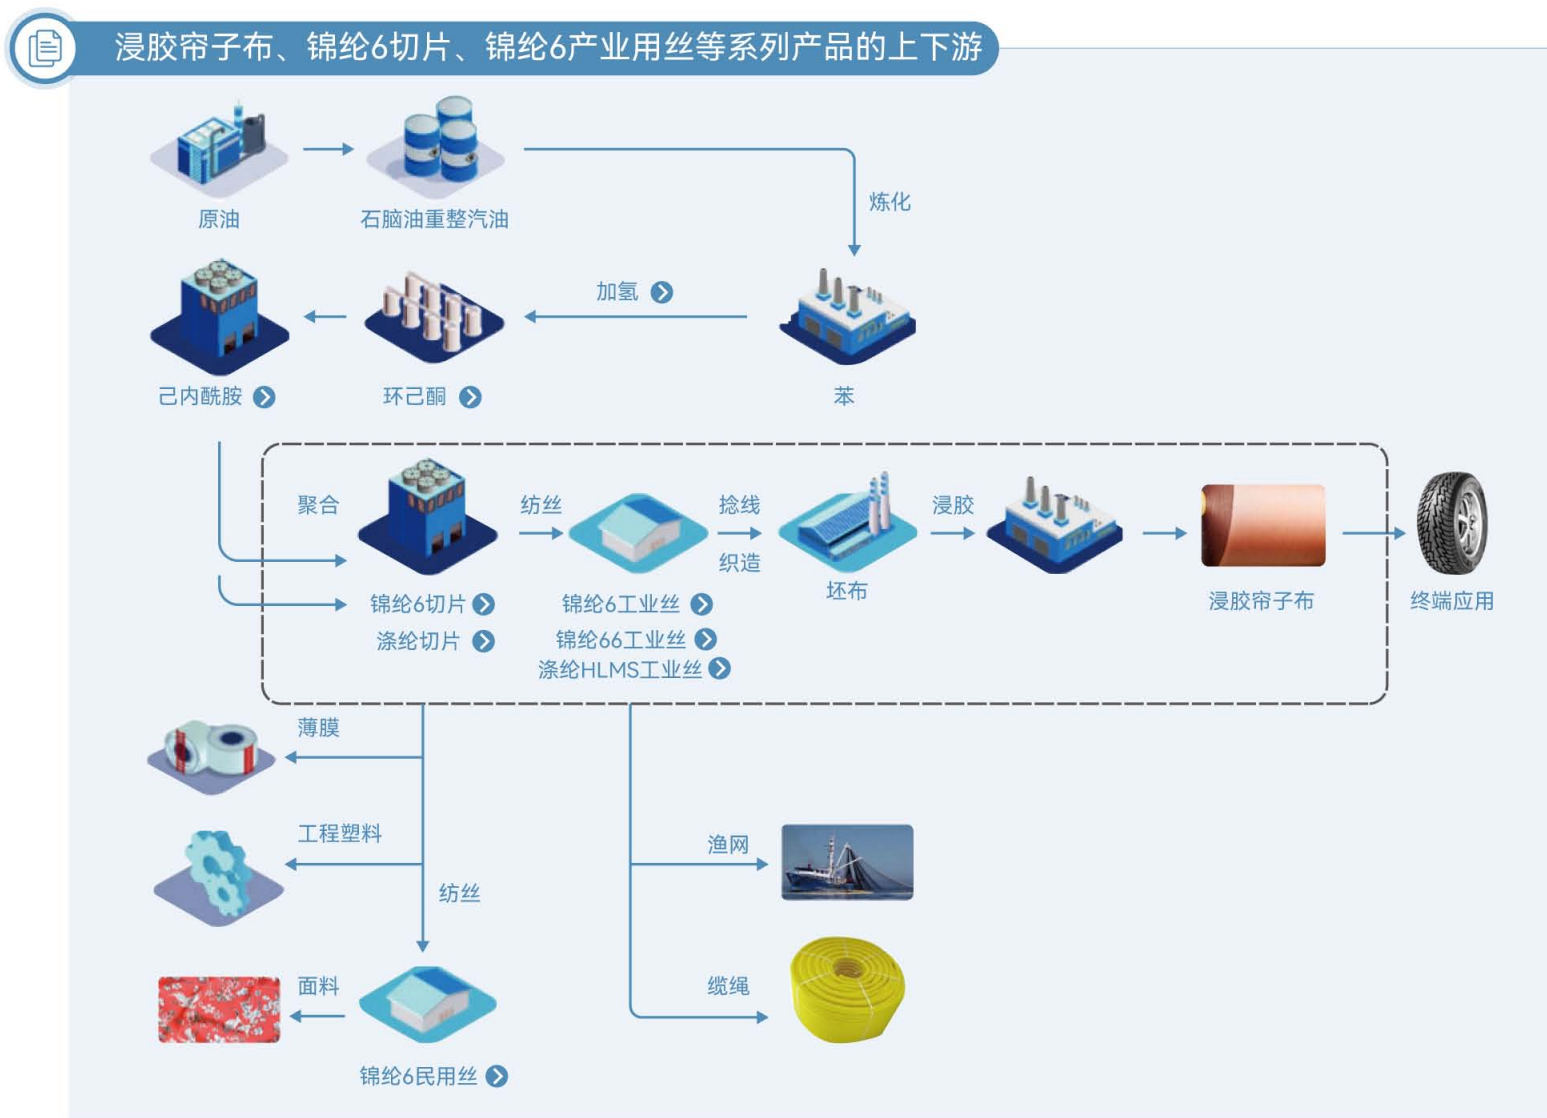 浸胶帘子布、锦纶6切片、锦纶6产业用丝等系列产品的上下游
原油
石脑油重整汽油
炼化
加氢
己内酰胺
环己酮
苯
聚合
纺丝
捻线
织造
浸胶
坯布
锦纶6切片
涤纶切片
锦纶6工业丝
锦纶66工业丝
涤纶HLMS工业丝
浸胶帘子布
终端应用
薄膜
工程塑料
纺丝
渔网
面料
缆绳
锦纶6民用丝